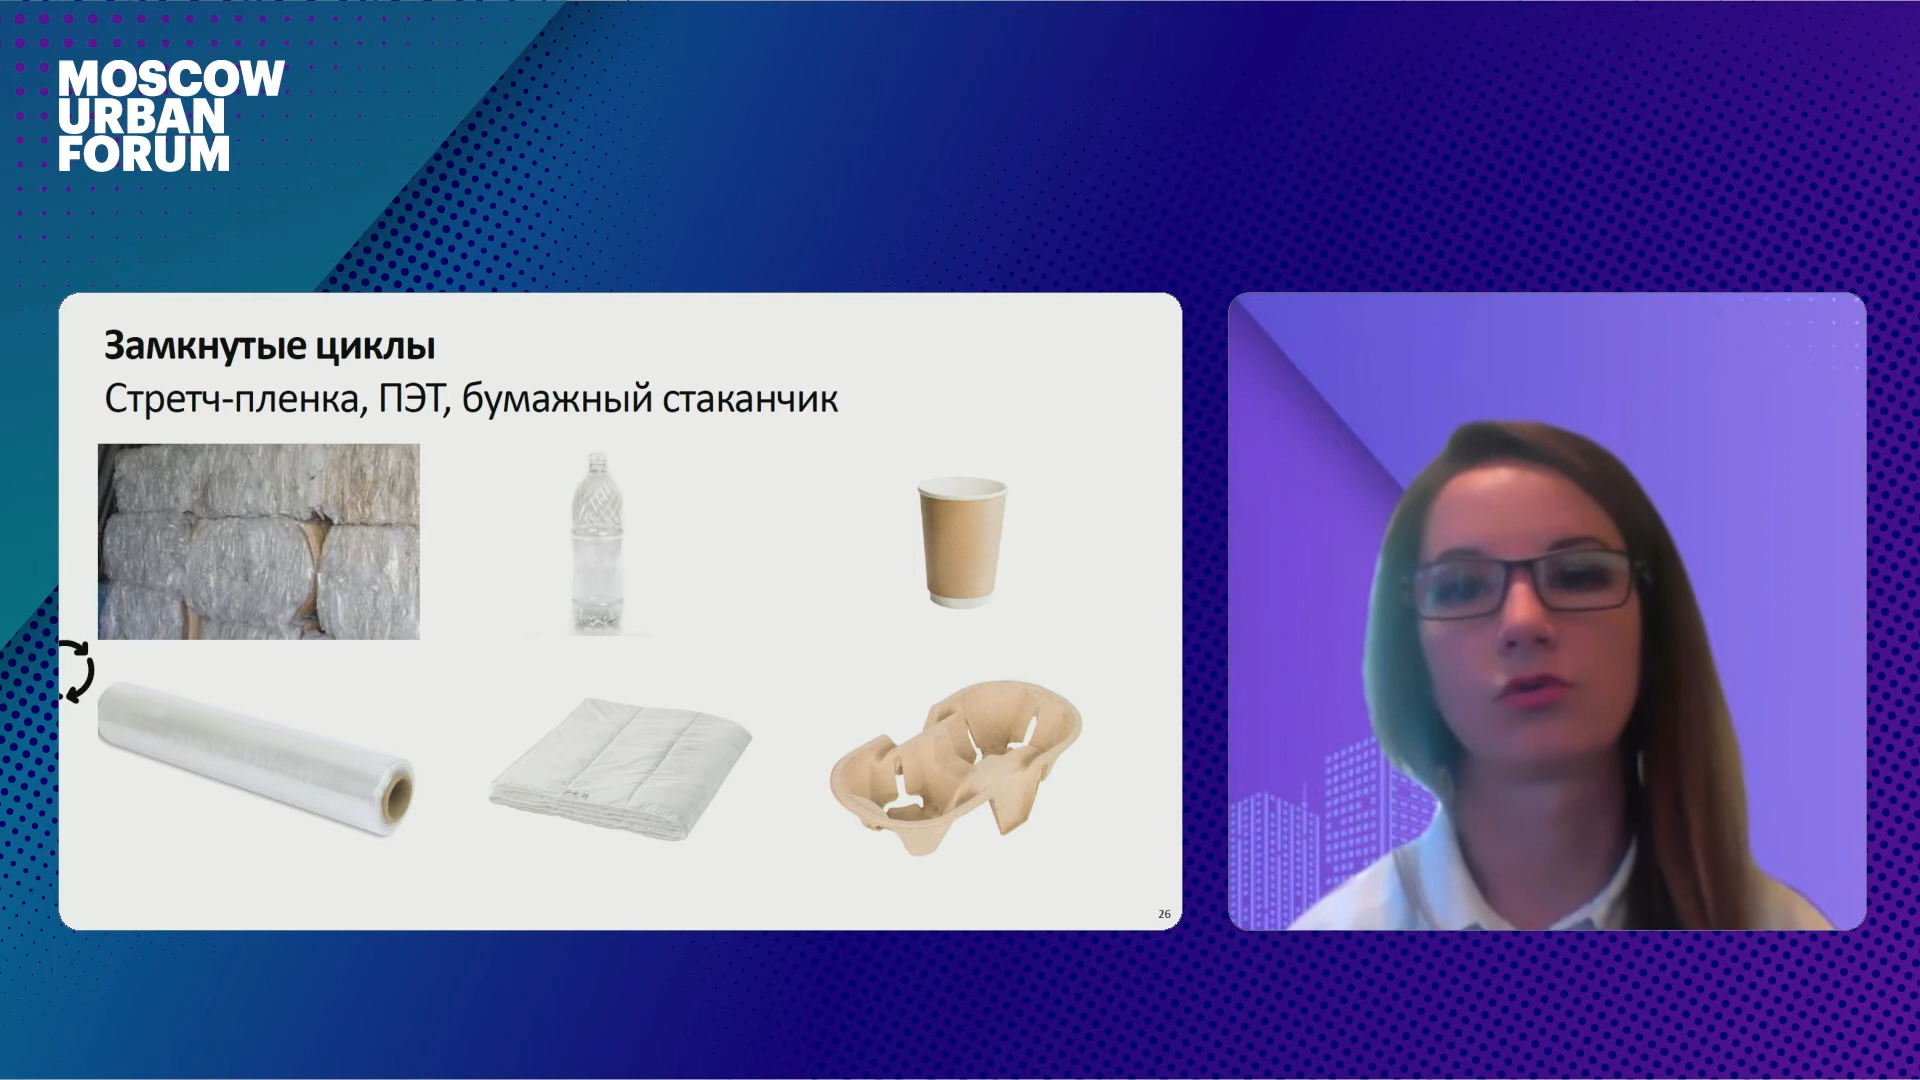 MOSCOW
URBAN
FORUM
Замкнутые циклы
Стретч-пленка, ПЭТ, бумажный стаканчик
26